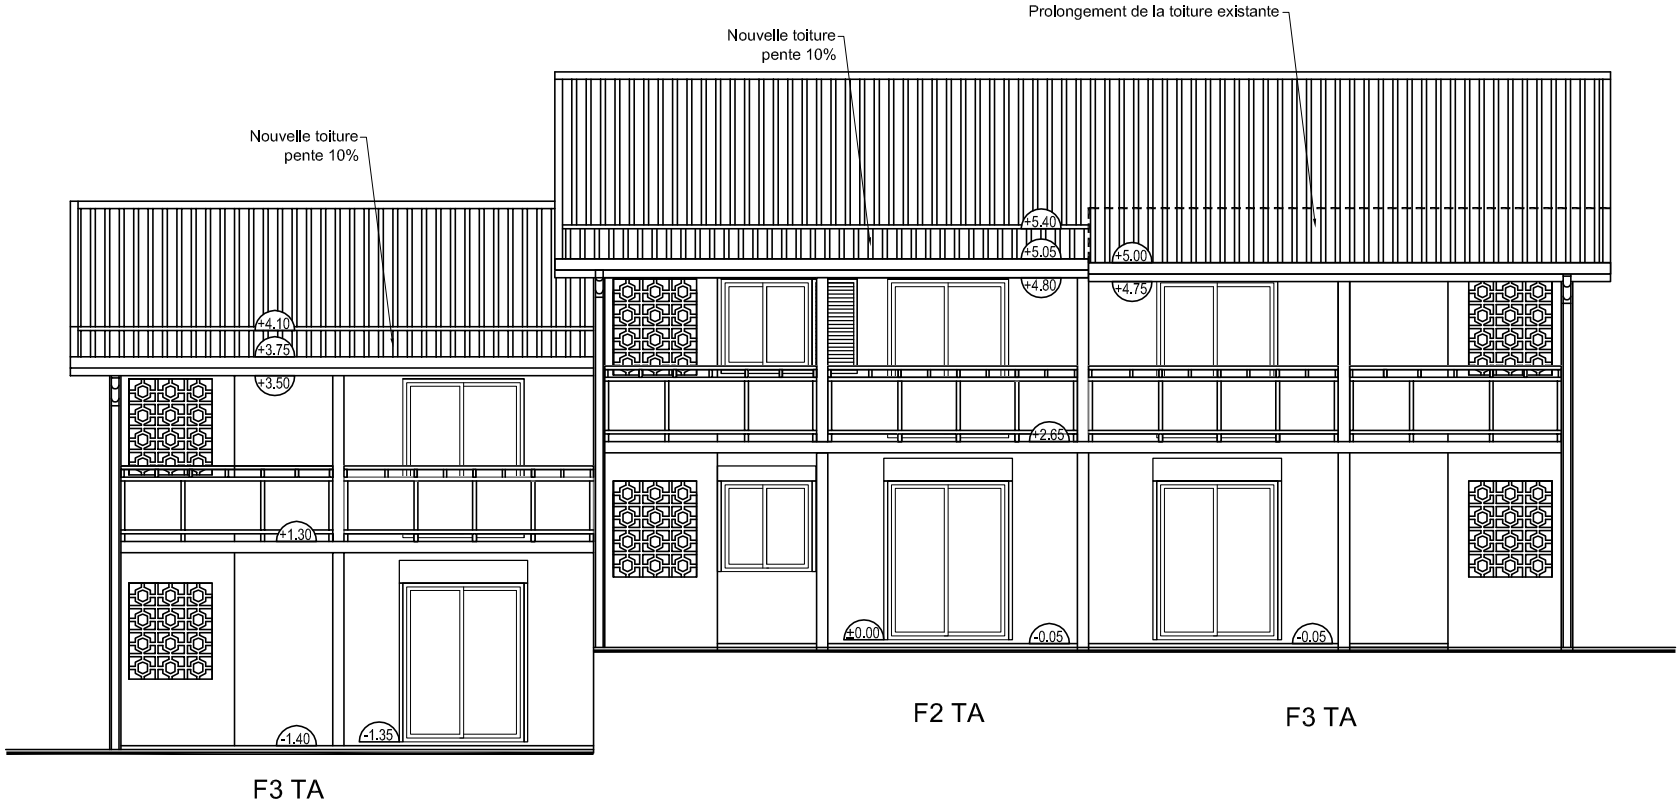 Prolongement de la toiture existante
Nouvelle toiture
pente 10%
Nouvelle toiture
pente 10%
+5.40
+5.05
+5.00
+4.80
+4.75
+4.10
+3.75
+3.50
+2.65
+1.30
±0.00
-0.05
-0.05
-1.40
-1.35
F2 TA
F3 TA
F3 TA